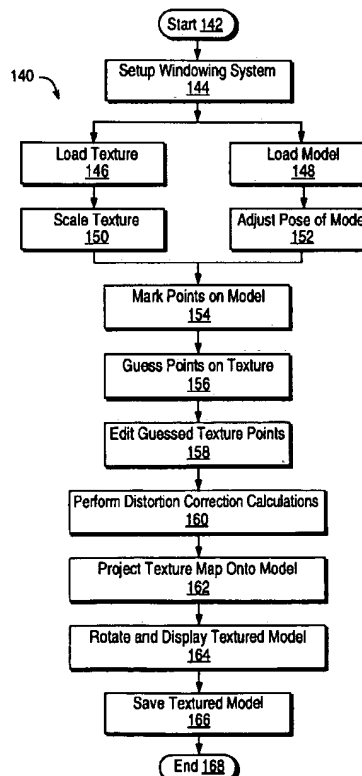 Start 142
140
Setup Windowing System
144
Load Texture
146
Load Model
148
Scale Texture
150
Adjust Pose of Model
152
Mark Points on Model
154
Guess Points on Texture
156
Edit Guessed Texture Points
158
Perform Distortion Correction Calculations
160
Project Texture Map Onto Model
162
Rotate and Display Textured Model
164
Save Textured Model
166
End 168